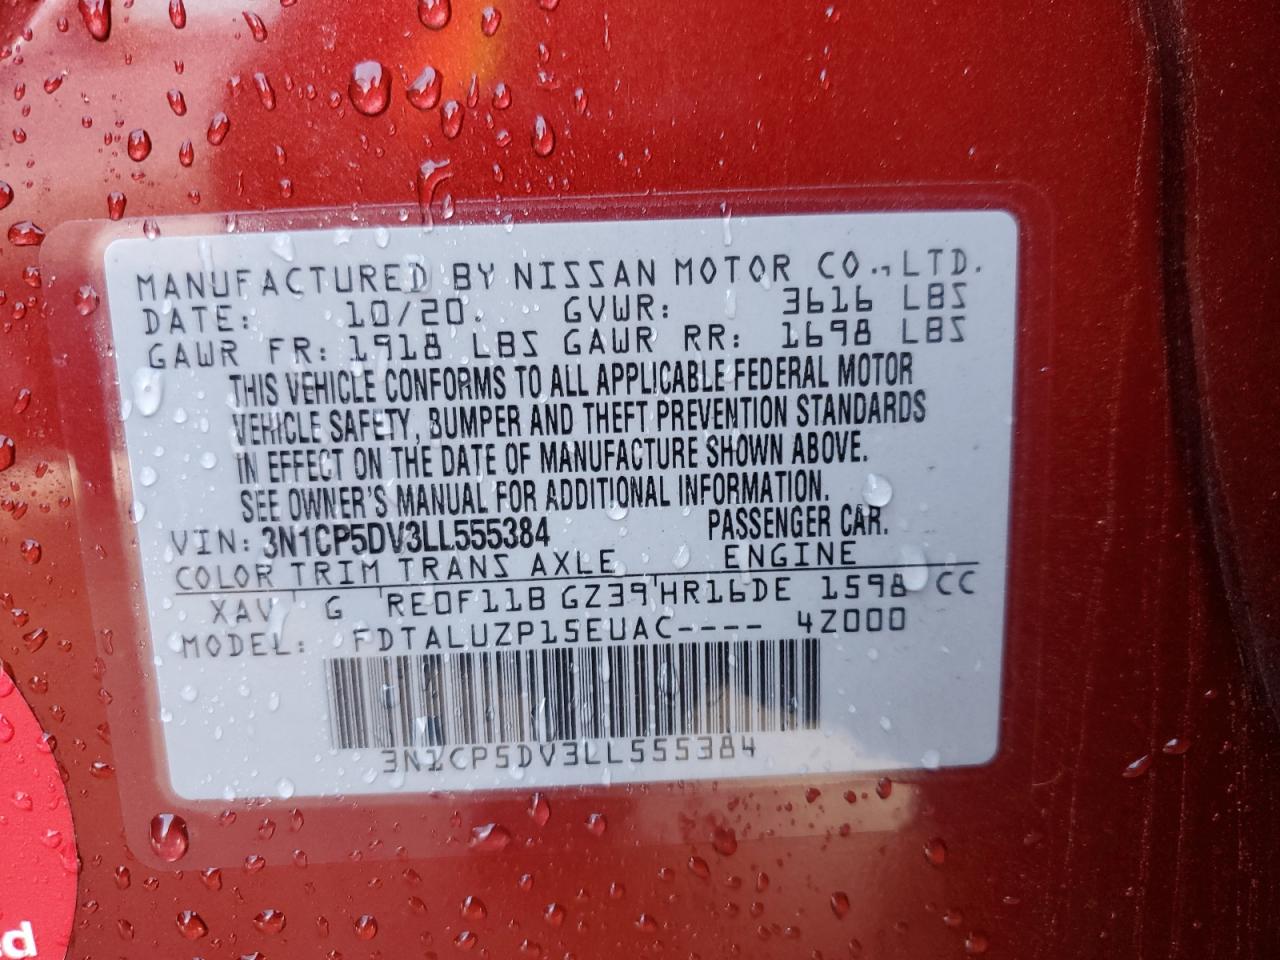 MANUFACTURED BY NISSAN MOTOR CO., LTD.
DATE: 10/20. GVWR: 3616 LBS
GAWR FR: 1918 LBS GAWR RR: 1698 LBS
THIS VEHICLE CONFORMS TO ALL APPLICABLE FEDERAL MOTOR
VEHICLE SAFETY, BUMPER AND THEFT PREVENTION STANDARDS
IN EFFECT ON THE DATE OF MANUFACTURE SHOWN ABOVE.
SEE OWNER'S MANUAL FOR ADDITIONAL INFORMATION.
VIN: 3N1CP5DV3LL555384 PASSENGER CAR.
COLOR TRIM TRANS AXLE ENGINE
XAV G RE0F11B GZ39 HR16DE 1598 CC
MODEL: FDTALUZP15EUAC---- 4Z000
3N1CP5DV3LL555384